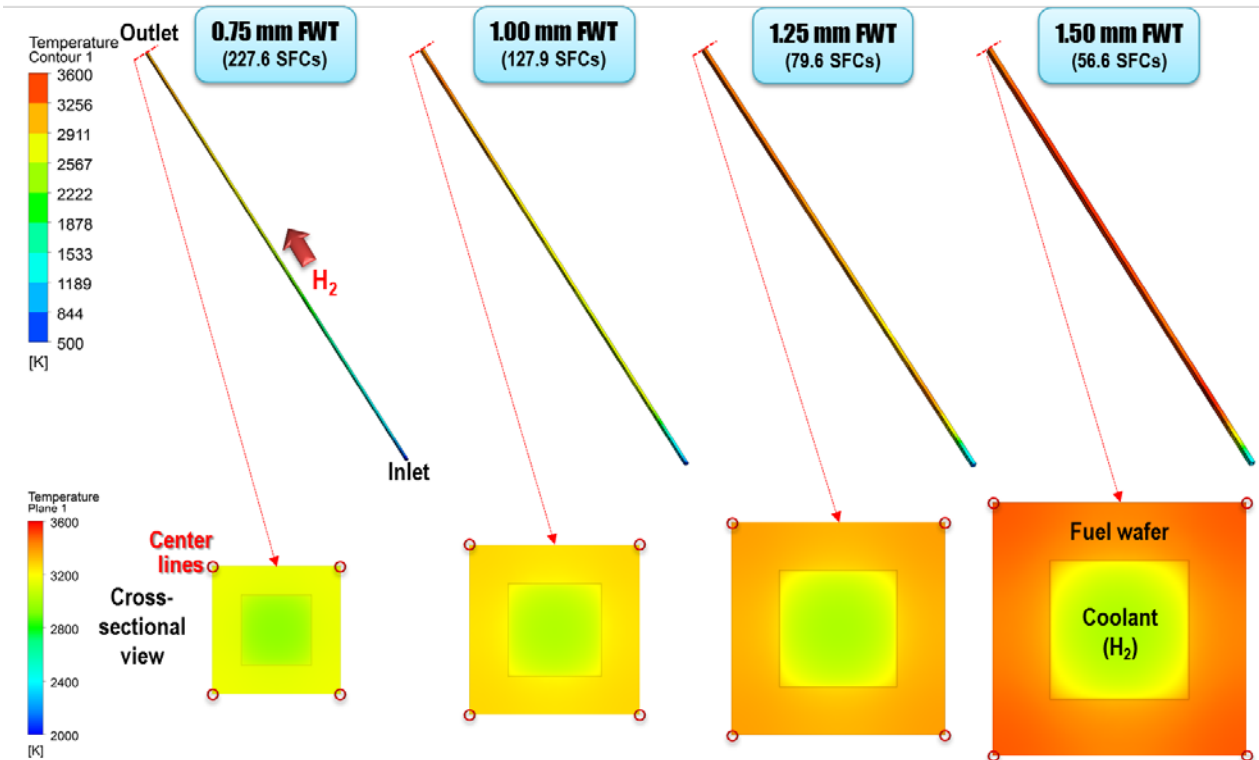 Temperature
Contour 1
3600
3256
2911
2567
2222
1878
1533
1189
844
500
[K]
Outlet
0.75 mm FWT
(227.6 SFCs)
1.00 mm FWT
(127.9 SFCs)
1.25 mm FWT
(79.6 SFCs)
1.50 mm FWT
(56.6 SFCs)
H₂
Inlet
Temperature
Plane 1
3600
3200
2800
2400
2000
[K]
Center
lines
Cross-
sectional
view
Fuel wafer
Coolant
(H₂)